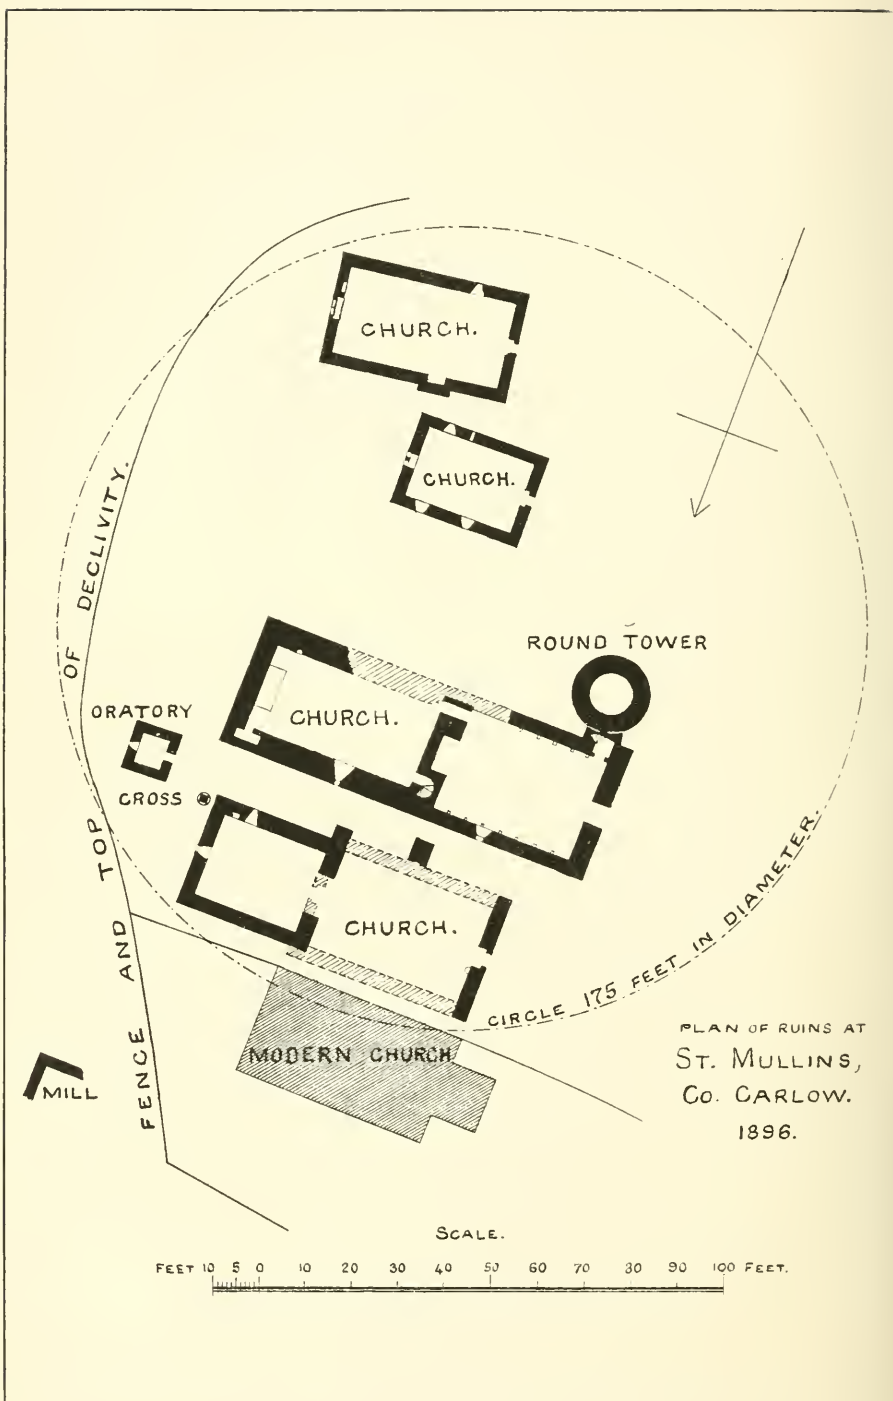 CHURCH.
CHURCH.
ROUND TOWER
ORATORY
CHURCH.
CROSS
CHURCH.
MODERN CHURCH
MILL
FENCE AND TOP OF DECLIVITY.
CIRCLE 175 FEET IN DIAMETER.
PLAN OF RUINS AT
ST. MULLINS,
CO. CARLOW.
1896.
SCALE.
FEET 10 5 0 10 20 30 40 50 60 70 80 90 100 FEET.